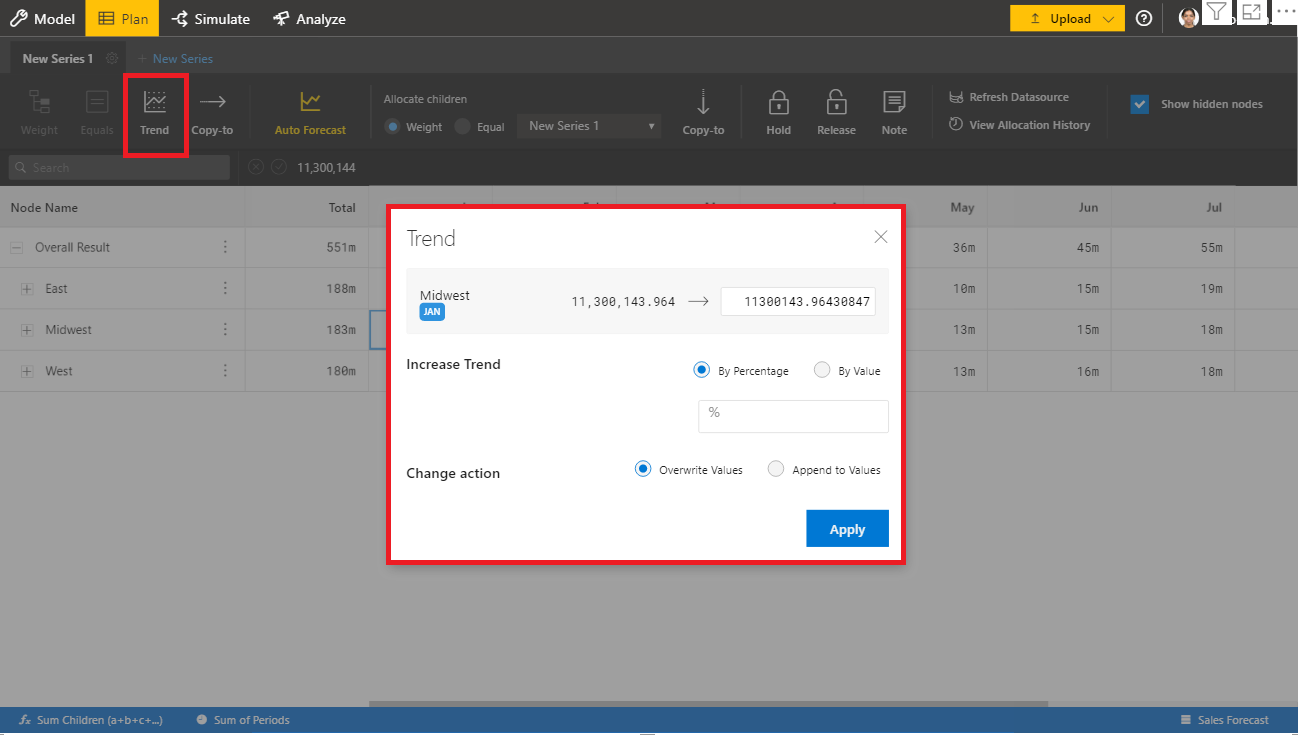 Model Plan Simulate Analyze Upload
New Series 1 + New Series
Weight Equals Trend Copy-to Auto Forecast
Allocate children
Weight Equal New Series 1 Copy-to
Hold Release Note
Refresh Datasource
View Allocation History
Show hidden nodes
Search 11,300,144
Node Name Total May Jun Jul
Overall Result 551m 36m 45m 55m
East 188m 10m 15m 19m
Midwest 183m 13m 15m 18m
West 180m 13m 16m 18m
Trend
Midwest 11,300,143.964 11300143.96430847
JAN
Increase Trend By Percentage By Value
%
Change action Overwrite Values Append to Values
Apply
fx Sum Children (a+b+c+...) Sum of Periods Sales Forecast